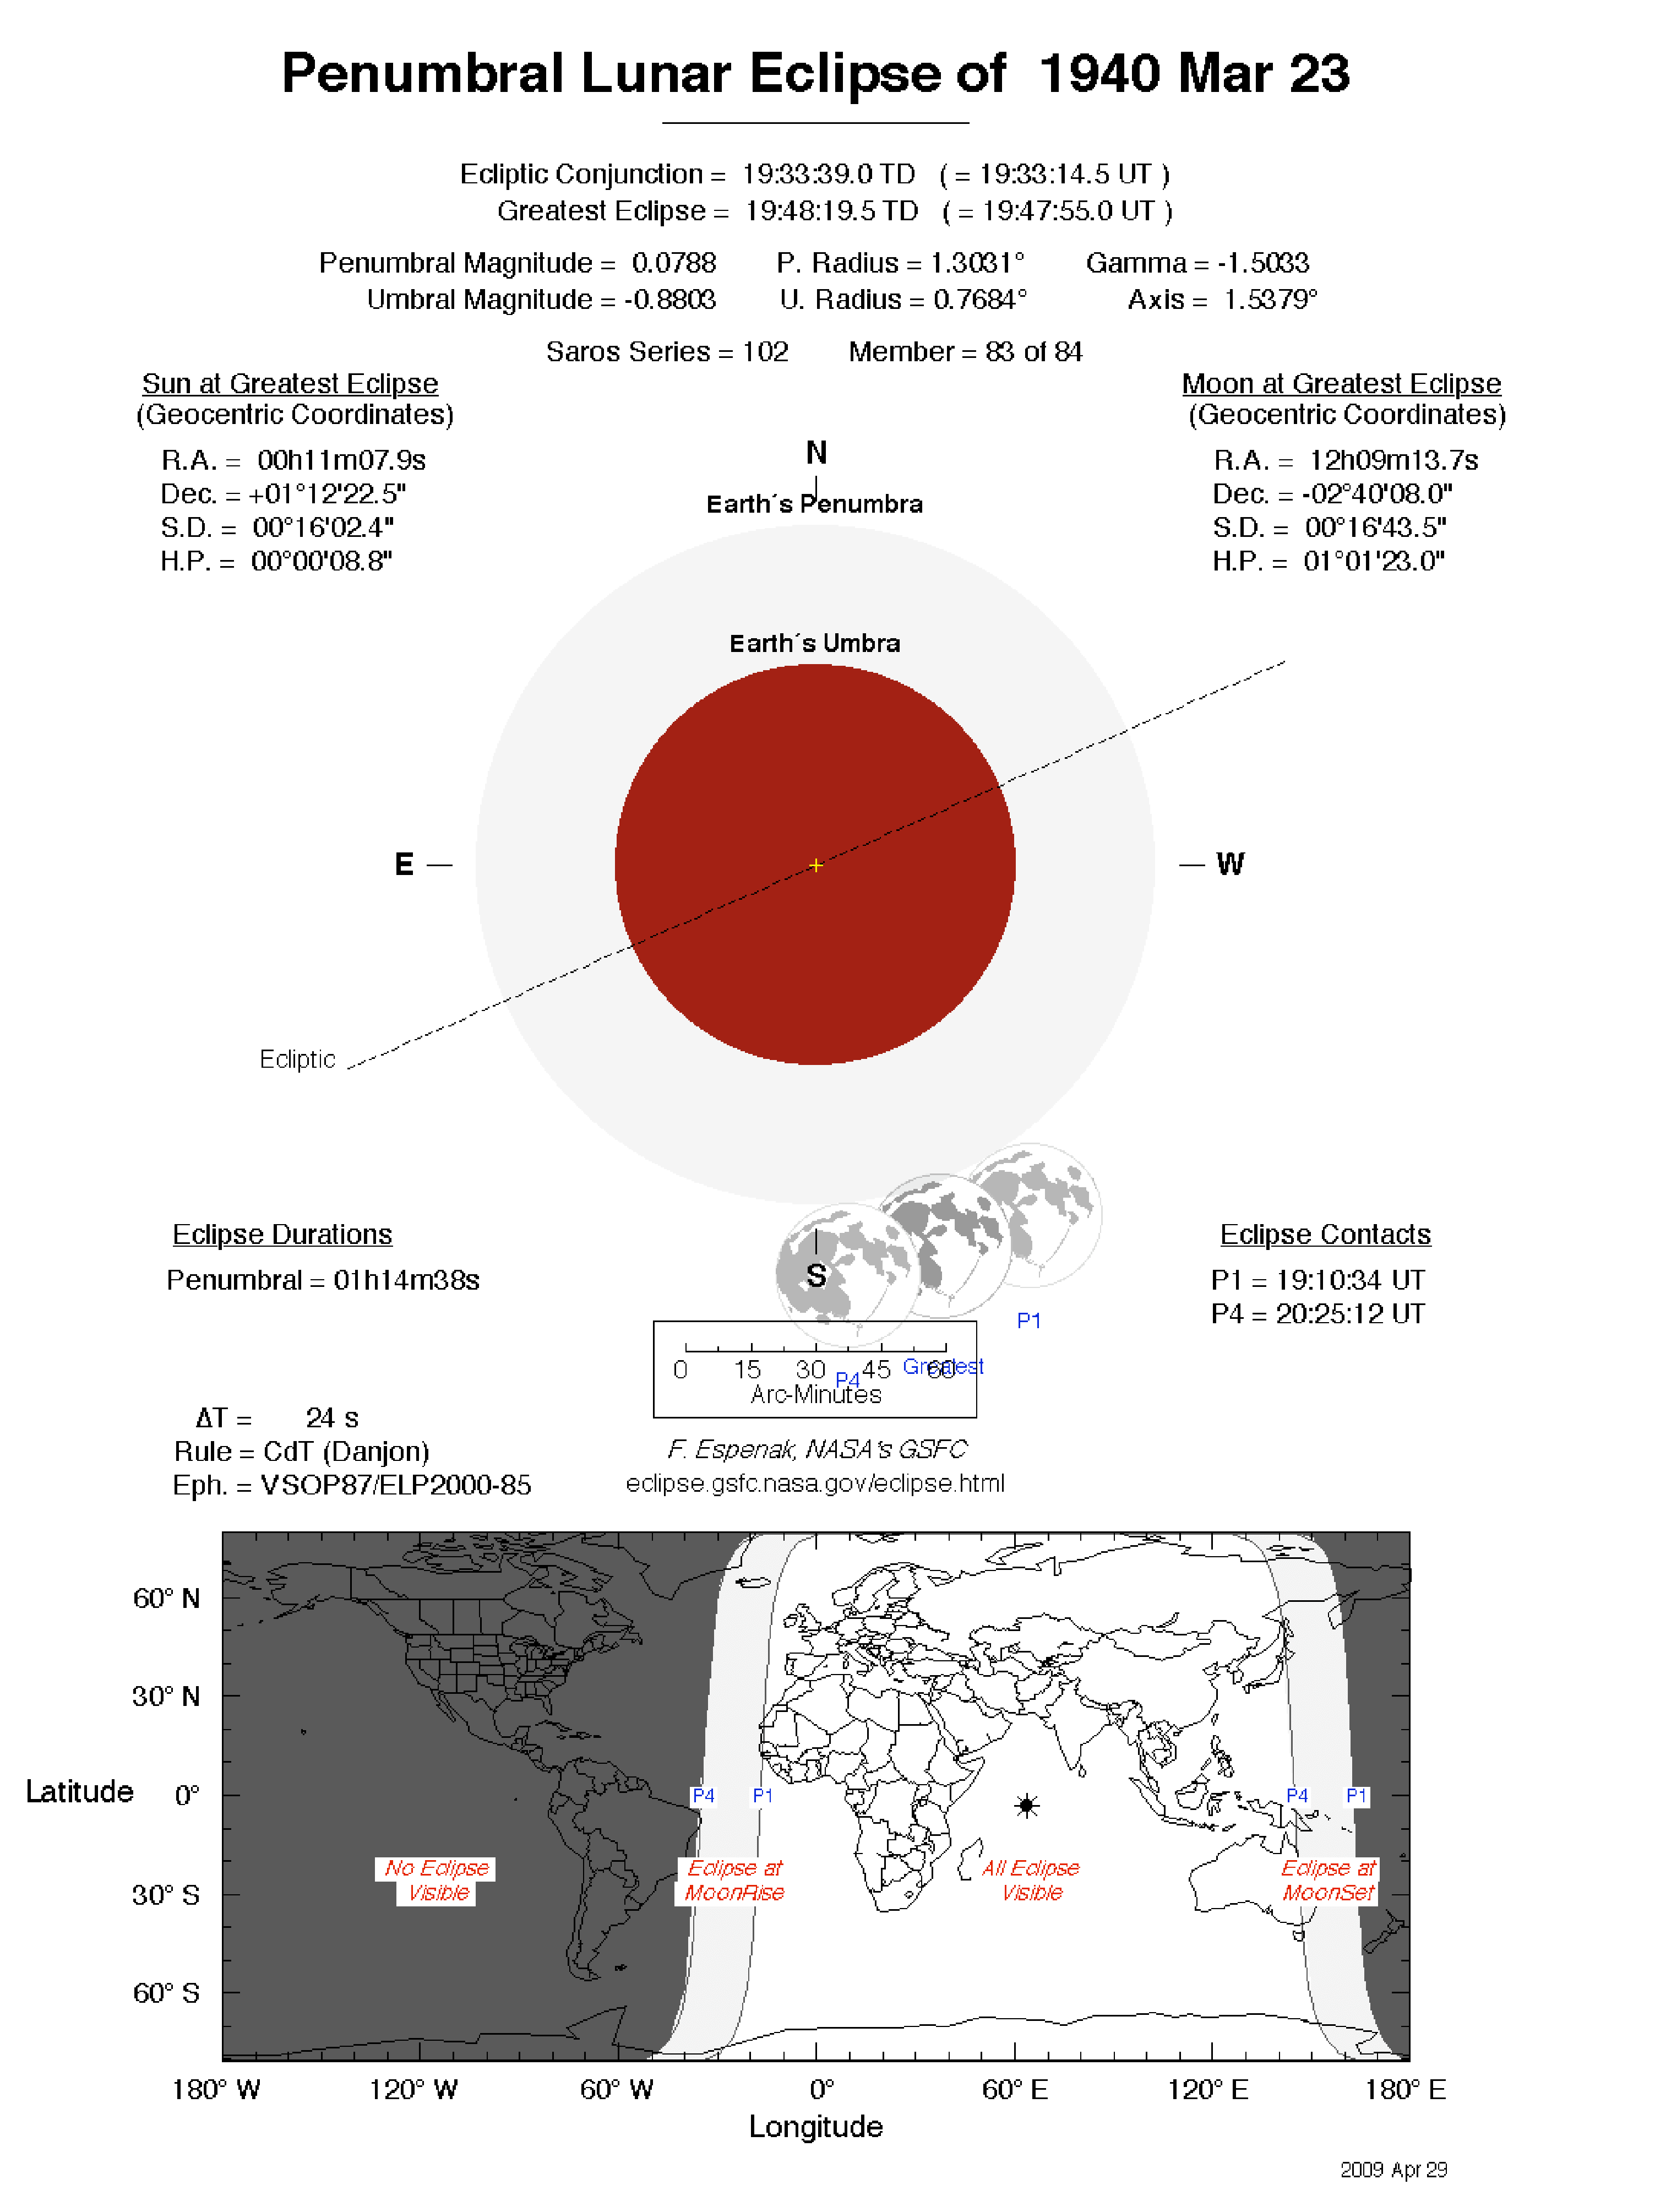 Penumbral Lunar Eclipse of 1940 Mar 23
Ecliptic Conjunction = 19:33:39.0 TD ( = 19:33:14.5 UT )
Greatest Eclipse = 19:48:19.5 TD ( = 19:47:55.0 UT )
Penumbral Magnitude = 0.0788 P. Radius = 1.3031° Gamma = -1.5033
Umbral Magnitude = -0.8803 U. Radius = 0.7684° Axis = 1.5379°
Saros Series = 102 Member = 83 of 84
Sun at Greatest Eclipse
(Geocentric Coordinates)
R.A. = 00h11m07.9s
Dec. = +01°12'22.5"
S.D. = 00°16'02.4"
H.P. = 00°00'08.8"
Moon at Greatest Eclipse
(Geocentric Coordinates)
R.A. = 12h09m13.7s
Dec. = -02°40'08.0"
S.D. = 00°16'43.5"
H.P. = 01°01'23.0"
N
Earth´s Penumbra
Earth´s Umbra
E
W
Ecliptic
S
Eclipse Durations
Penumbral = 01h14m38s
Eclipse Contacts
P1 = 19:10:34 UT
P4 = 20:25:12 UT
P1
Greatest
P4
0 15 30 45 60
Arc-Minutes
ΔT = 24 s
Rule = CdT (Danjon)
Eph. = VSOP87/ELP2000-85
F. Espenak, NASA's GSFC
eclipse.gsfc.nasa.gov/eclipse.html
60° N
30° N
Latitude 0°
30° S
60° S
P4 P1 P4 P1
No Eclipse
Visible
Eclipse at
MoonRise
All Eclipse
Visible
Eclipse at
MoonSet
180° W 120° W 60° W 0° 60° E 120° E 180° E
Longitude
2009 Apr 29